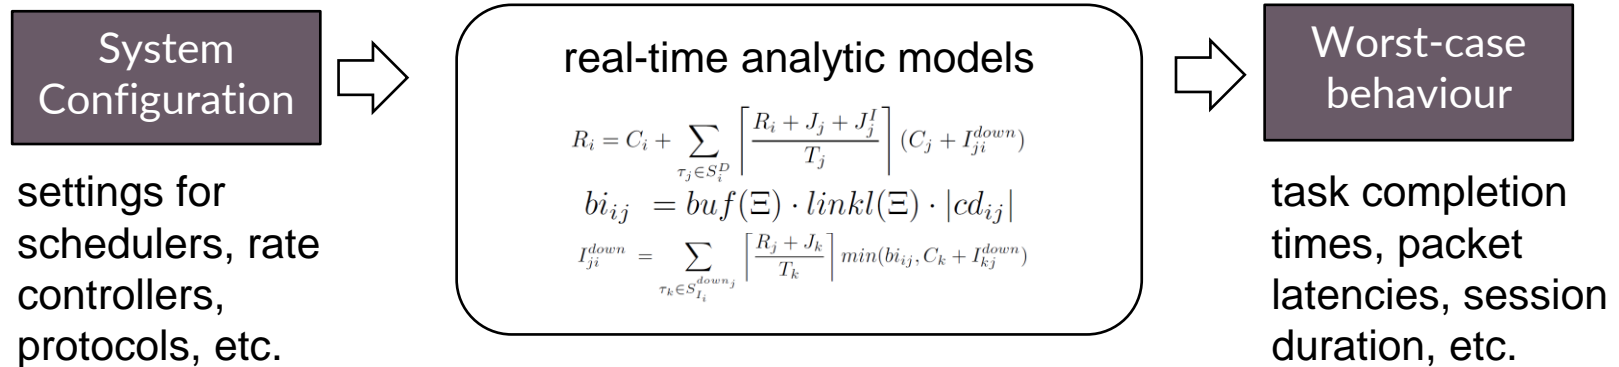 System
Configuration
settings for
schedulers, rate
controllers,
protocols, etc.
real-time analytic models
R_i = C_i + \sum_{\tau_j \in S_i^D} \left\lceil \frac{R_i + J_j + J_j^I}{T_j} \right\rceil (C_j + I_{ji}^{down})
bi_{ij} = buf(\Xi) \cdot linkl(\Xi) \cdot |cd_{ij}|
I_{ji}^{down} = \sum_{\tau_k \in S_{I_i}^{down_j}} \left\lceil \frac{R_j + J_k}{T_k} \right\rceil min(bi_{ij}, C_k + I_{kj}^{down})
Worst-case
behaviour
task completion
times, packet
latencies, session
duration, etc.